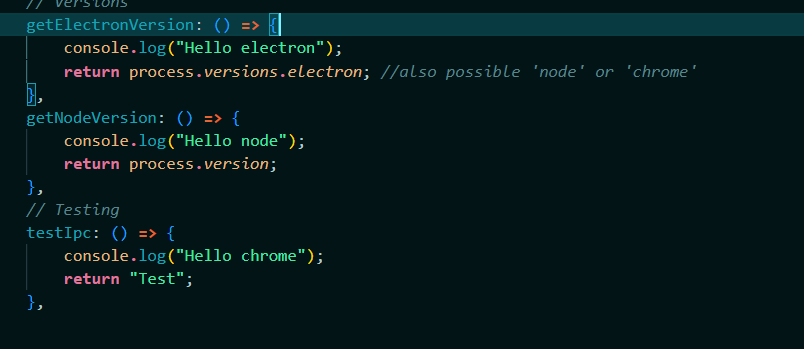 // Versions
getElectronVersion: () => {
console.log("Hello electron");
return process.versions.electron; //also possible 'node' or 'chrome'
},
getNodeVersion: () => {
console.log("Hello node");
return process.version;
},
// Testing
testIpc: () => {
console.log("Hello chrome");
return "Test";
},